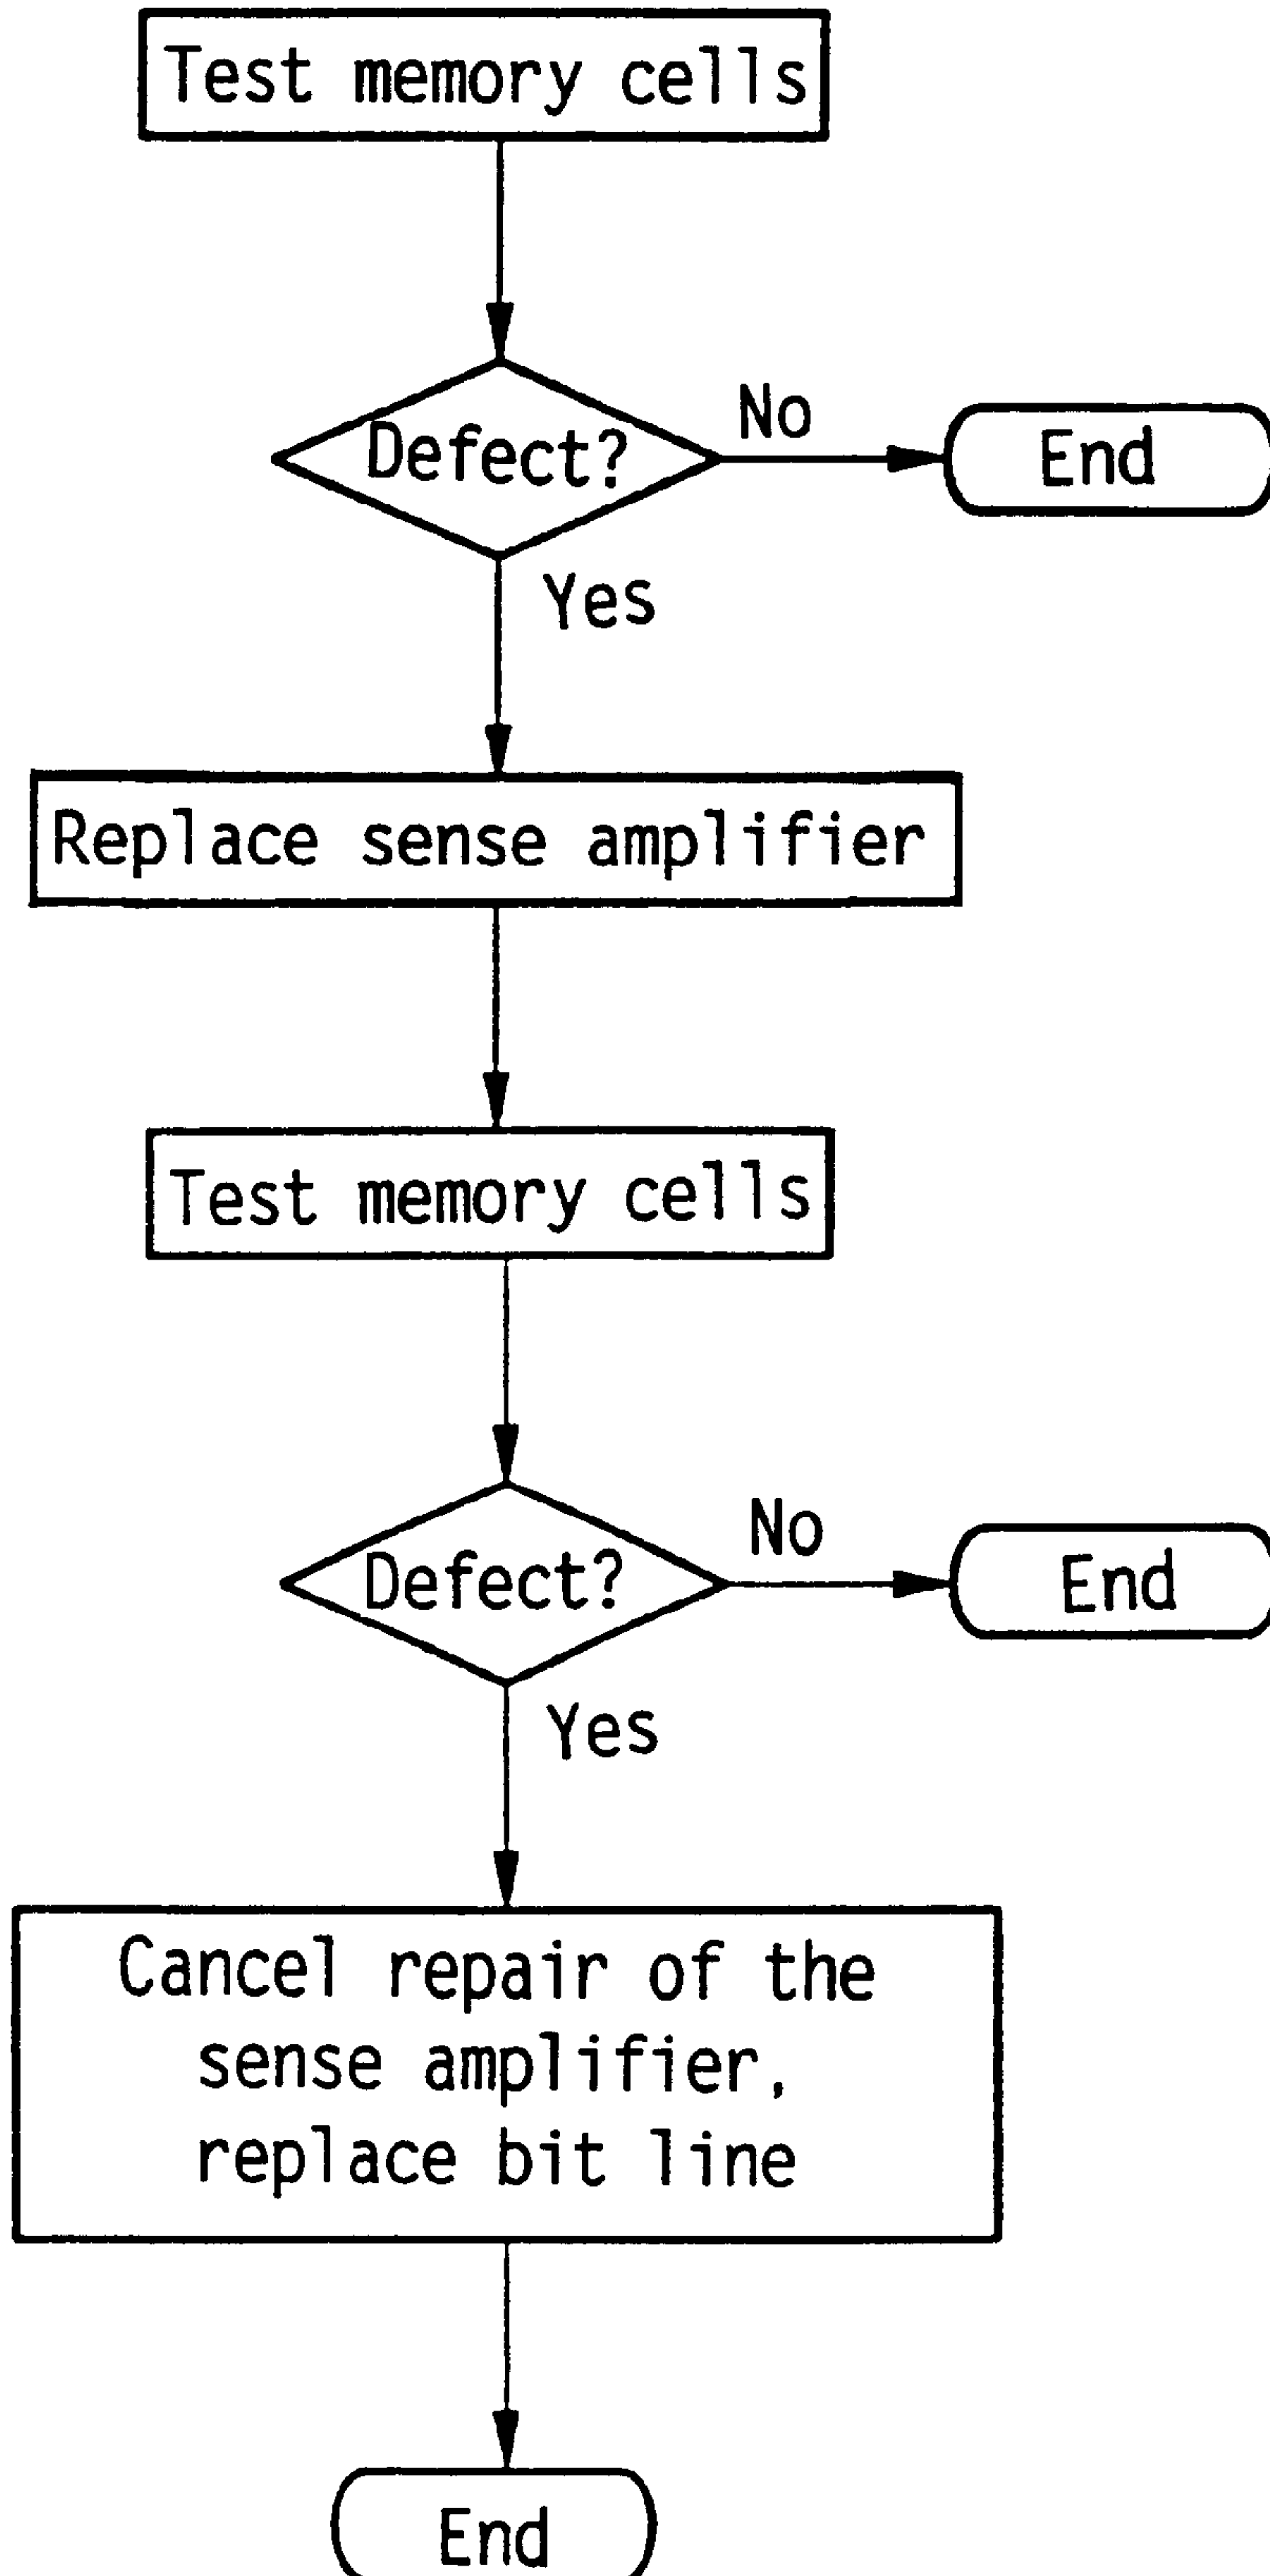 Test memory cells
Defect?
No
End
Yes
Replace sense amplifier
Test memory cells
Defect?
No
End
Yes
Cancel repair of the
sense amplifier,
replace bit line
End